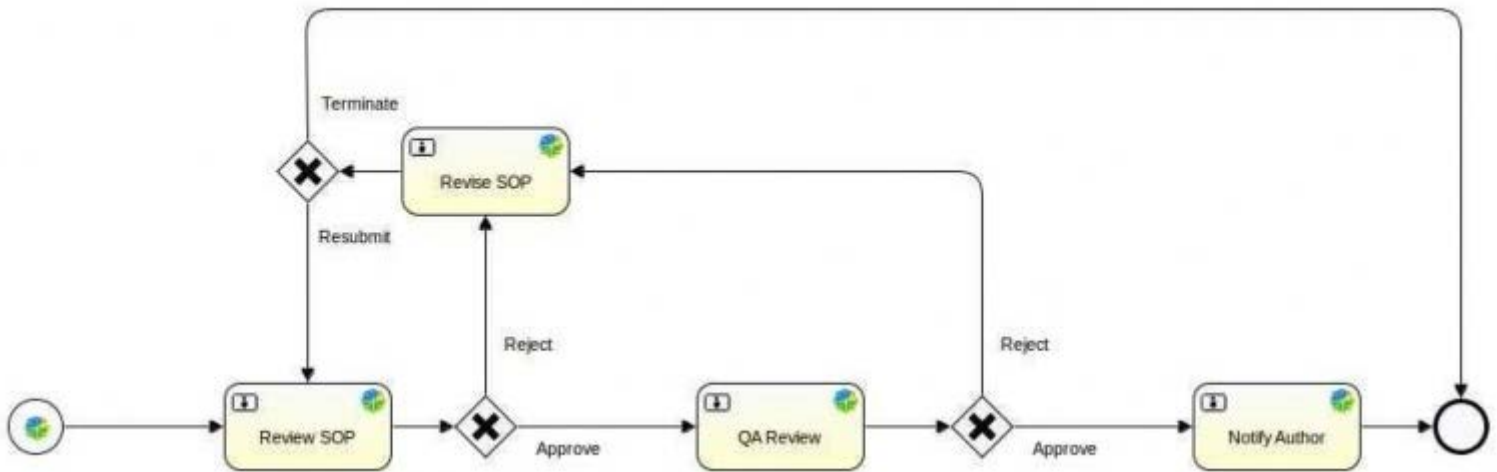 Terminate
Revise SOP
Resubmit
Reject
Reject
Review SOP
Approve
QA Review
Approve
Notify Author